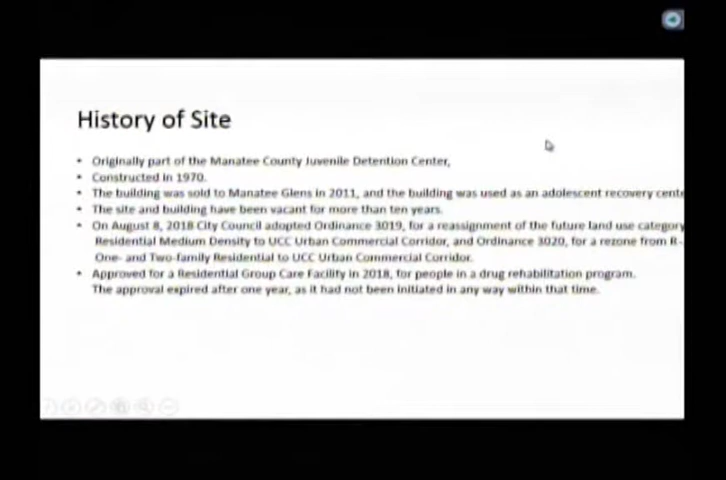 History of Site
• Originally part of the Manatee County Juvenile Detention Center,
• Constructed in 1970.
• The building was sold to Manatee Glens in 2011, and the building was used as an adolescent recovery cente
• The site and building have been vacant for more than ten years.
• On August 8, 2018 City Council adopted Ordinance 3019, for a reassignment of the future land use category
Residential Medium Density to UCC Urban Commercial Corridor, and Ordinance 3020, for a rezone from R-
One- and Two-family Residential to UCC Urban Commercial Corridor.
• Approved for a Residential Group Care Facility in 2018, for people in a drug rehabilitation program.
The approval expired after one year, as it had not been initiated in any way within that time.